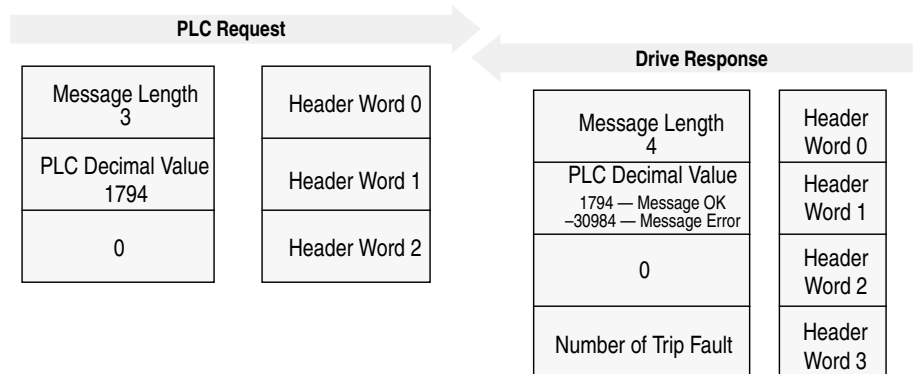 PLC Request
Message Length
3
Header Word 0
PLC Decimal Value
1794
Header Word 1
0
Header Word 2
Drive Response
Message Length
4
Header
Word 0
PLC Decimal Value
1794 — Message OK
–30984 — Message Error
Header
Word 1
0
Header
Word 2
Number of Trip Fault
Header
Word 3